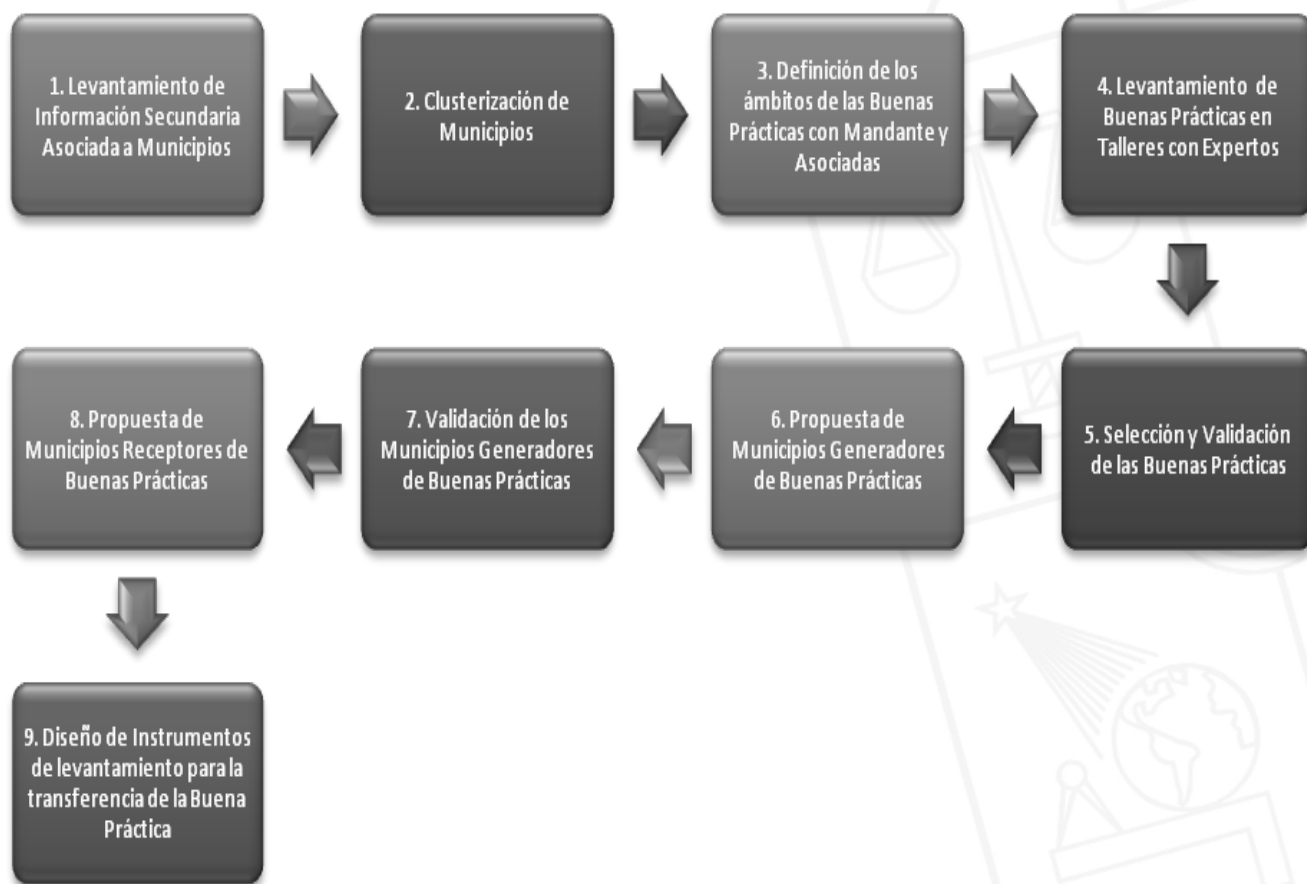 1. Levantamiento de
Información Secundaria
Asociada a Municipios
2. Clusterización de
Municipios
3. Definición de los
ámbitos de las Buenas
Prácticas con Mandante y
Asociadas
4. Levantamiento de
Buenas Prácticas en
Talleres con Expertos
5. Selección y Validación
de las Buenas Prácticas
6. Propuesta de
Municipios Generadores
de Buenas Prácticas
7. Validación de los
Municipios Generadores
de Buenas Prácticas
8. Propuesta de
Municipios Receptores de
Buenas Prácticas
9. Diseño de Instrumentos
de levantamiento para la
transferencia de la Buena
Práctica